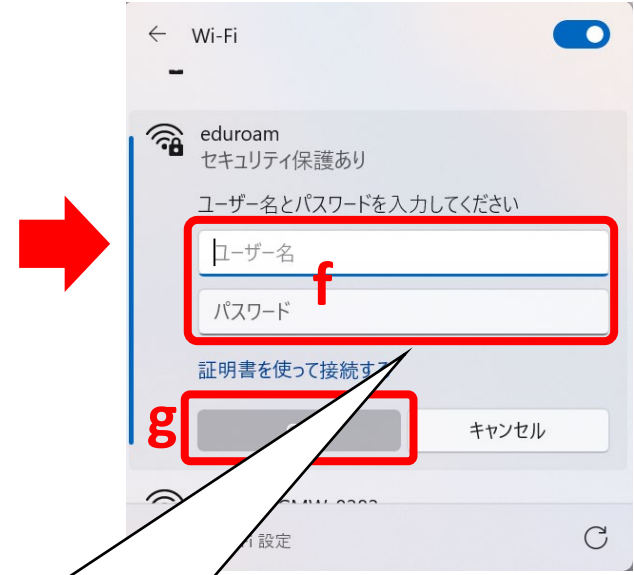 ← Wi-Fi
eduroam
セキュリティ保護あり
ユーザー名とパスワードを入力してください
ユーザー名
f
パスワード
証明書を使って接続す
g
キャンセル
設定